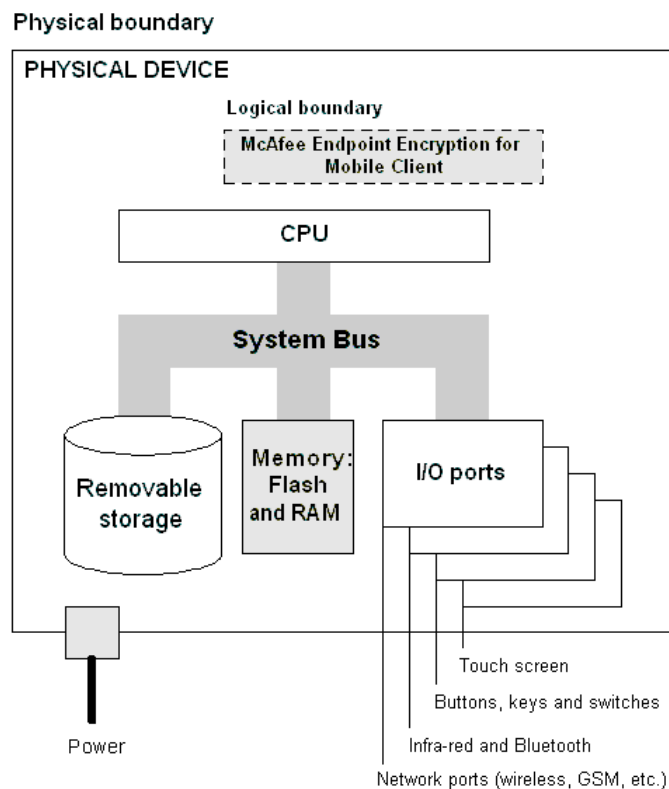 Physical boundary
PHYSICAL DEVICE
Logical boundary
McAfee Endpoint Encryption for
Mobile Client
CPU
System Bus
Removable
storage
Memory:
Flash
and RAM
I/O ports
Touch screen
Buttons, keys and switches
Infra-red and Bluetooth
Network ports (wireless, GSM, etc.)
Power